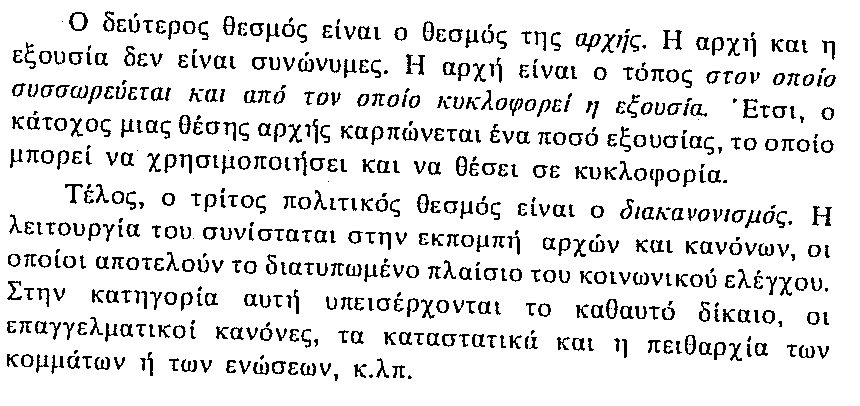 Ο δεύτερος θεσμός είναι ο θεσμός της αρχής. Η αρχή και η
εξουσία δεν είναι συνώνυμες. Η αρχή είναι ο τόπος στον οποίο
συσσωρεύεται και από τον οποίο κυκλοφορεί η εξουσία. Έτσι, ο
κάτοχος μιας θέσης αρχής καρπώνεται ένα ποσό εξουσίας, το οποίο
μπορεί να χρησιμοποιήσει και να θέσει σε κυκλοφορία.
Τέλος, ο τρίτος πολιτικός θεσμός είναι ο διακανονισμός. Η
λειτουργία του συνίσταται στην εκπομπή αρχών και κανόνων, οι
οποίοι αποτελούν το διατυπωμένο πλαίσιο του κοινωνικού ελέγχου.
Στην κατηγορία αυτή υπεισέρχονται το καθαυτό δίκαιο, οι
επαγγελματικοί κανόνες, τα καταστατικά και η πειθαρχία των
κομμάτων ή των ενώσεων, κ.λπ.